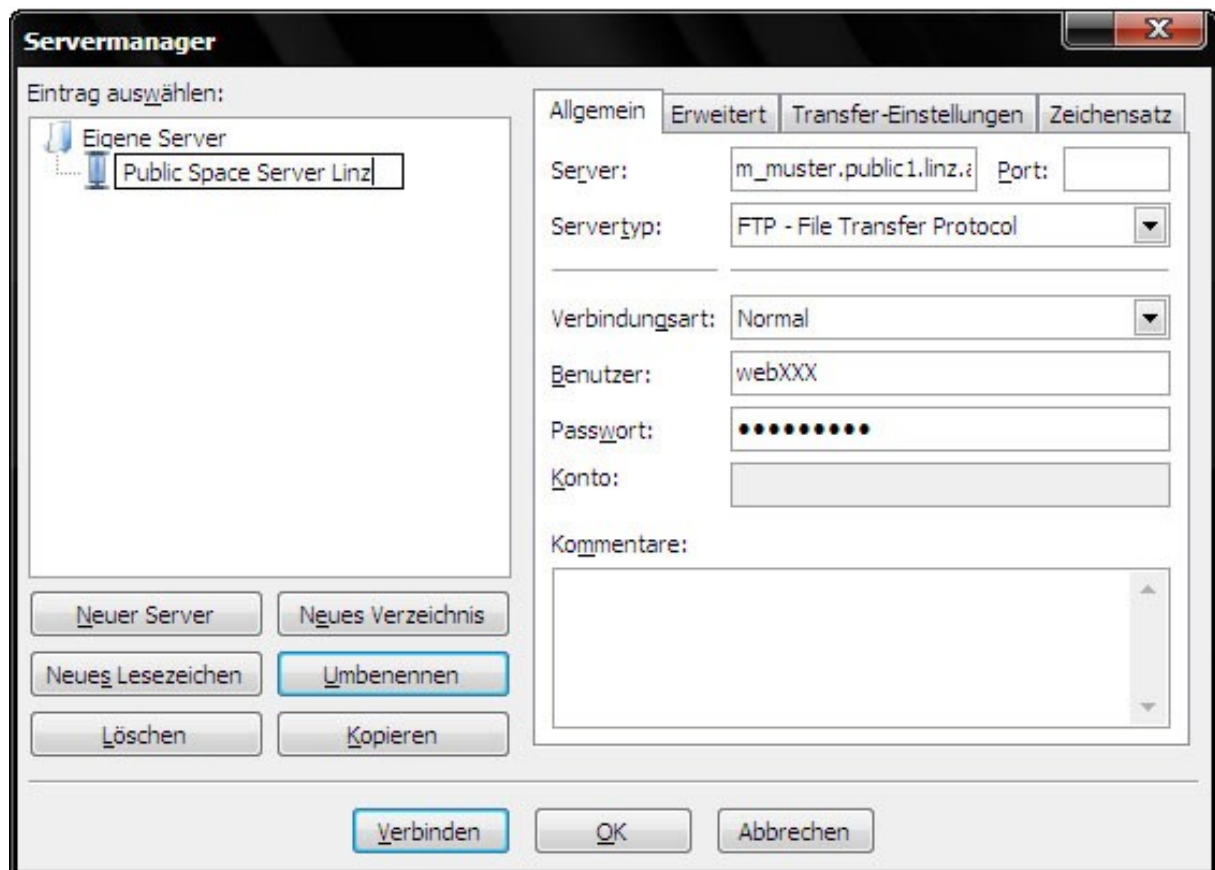 Servermanager
Eintrag auswählen:
Eigene Server
Public Space Server Linz
Neuer Server Neues Verzeichnis
Neues Lesezeichen Umbenennen
Löschen Kopieren
Allgemein Erweitert Transfer-Einstellungen Zeichensatz
Server: m_muster.public1.linz.a Port:
Servertyp: FTP - File Transfer Protocol
Verbindungsart: Normal
Benutzer: webXXX
Passwort: •••••••••
Konto:
Kommentare:
Verbinden OK Abbrechen